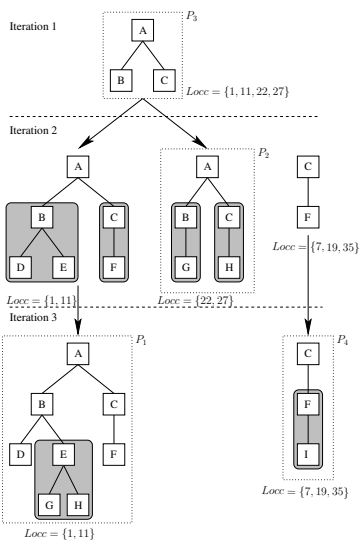 Iteration 1
P3
A
B C
Locc = {1, 11, 22, 27}
Iteration 2
A A P2 C
B C B C F
D E F G H
Locc = {7, 19, 35}
Locc = {1, 11} Locc = {22, 27}
Iteration 3
A P1 C P4
B C F
D E F I
G H
Locc = {7, 19, 35}
Locc = {1, 11}